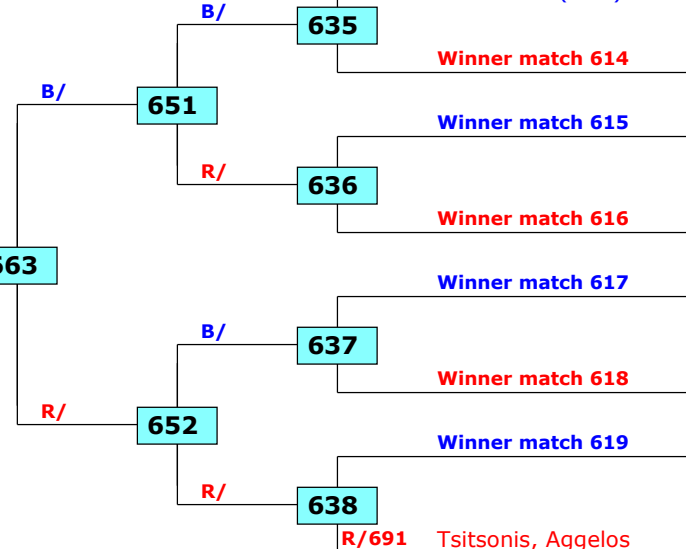 B/
635
Winner match 614
B/
651
Winner match 615
R/
636
Winner match 616
663
Winner match 617
B/
637
Winner match 618
R/
652
Winner match 619
R/
638
R/691 Tsitsonis, Aggelos